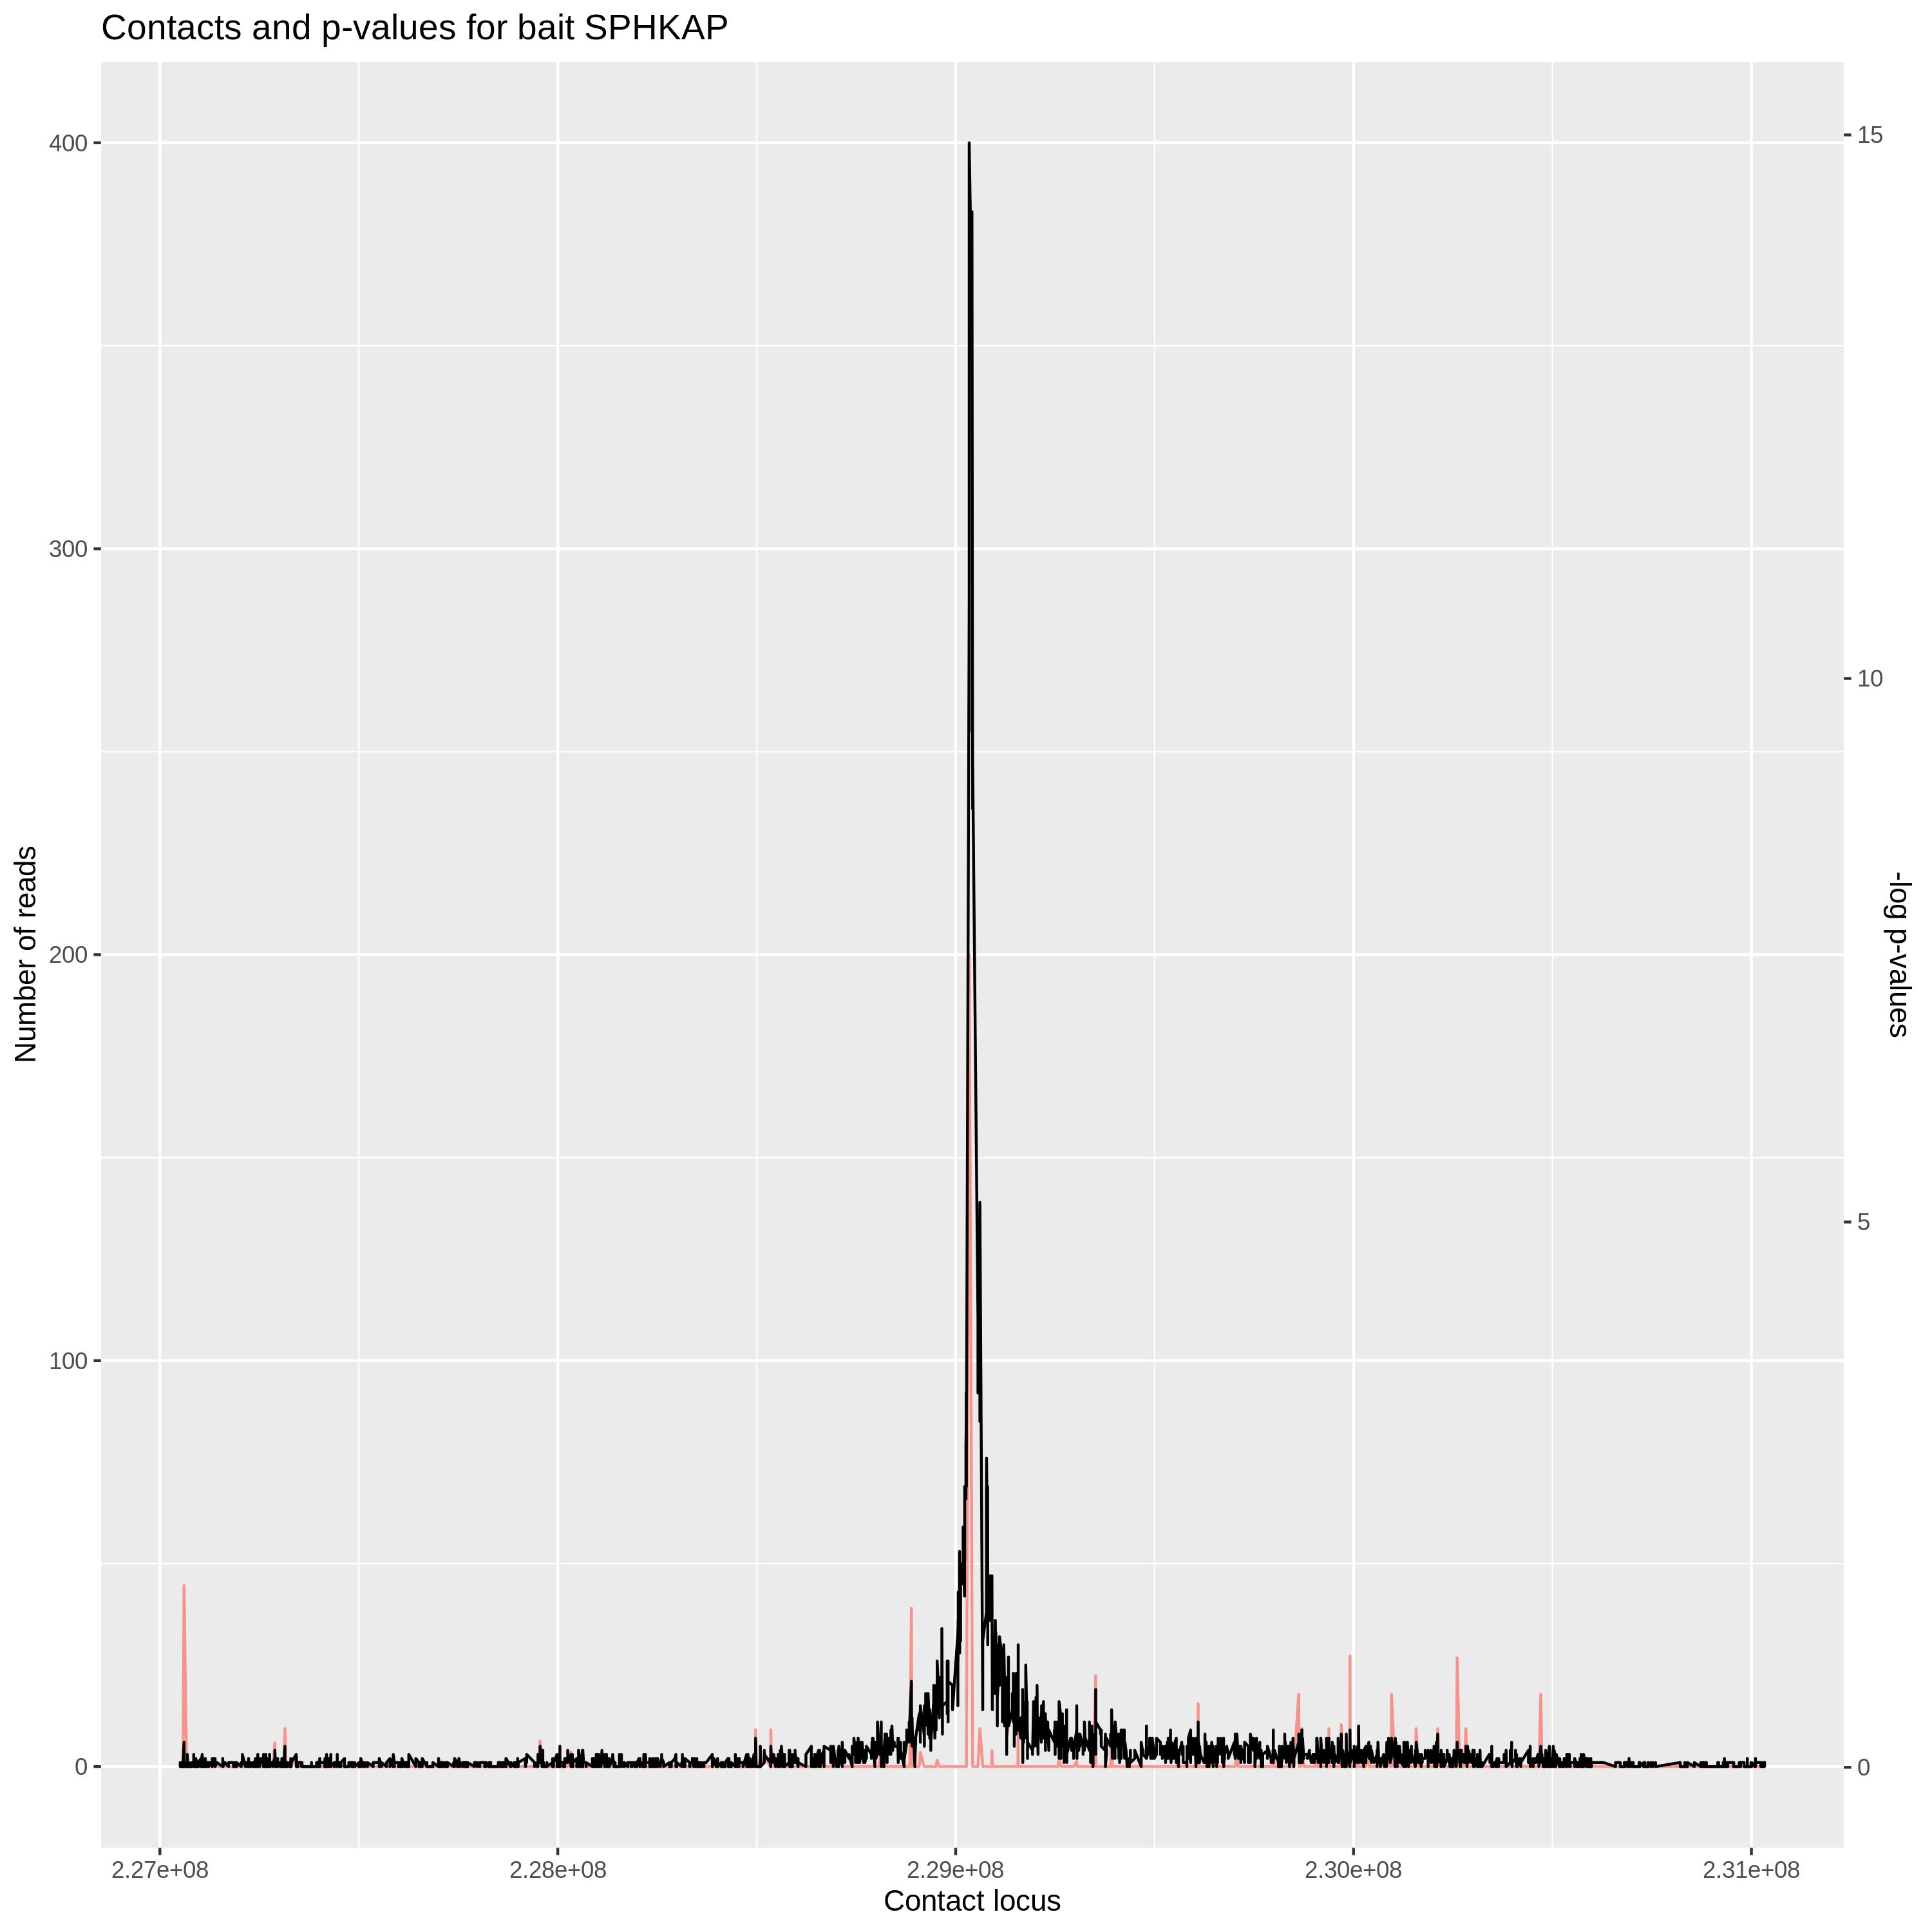 Contacts and p-values for bait SPHKAP
400
300
200
100
0
Number of reads
15
10
5
0
-log p-values
2.27e+08 2.28e+08 2.29e+08 2.30e+08 2.31e+08
Contact locus